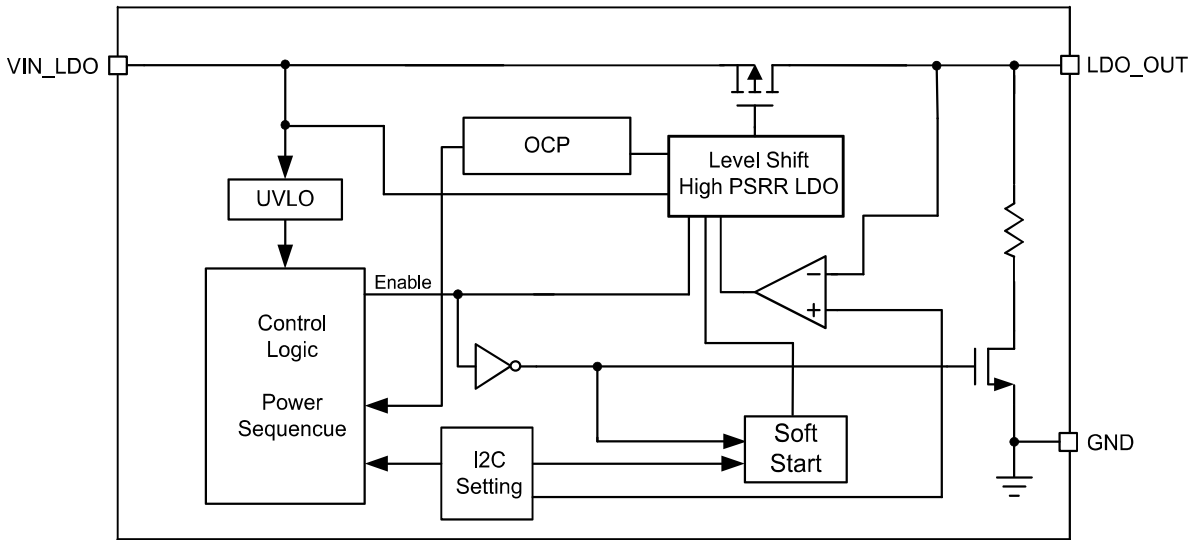 VIN_LDO
LDO_OUT
OCP
Level Shift
High PSRR LDO
UVLO
Enable
−
+
Control
Logic
Power
Sequencue
I2C
Setting
Soft
Start
GND